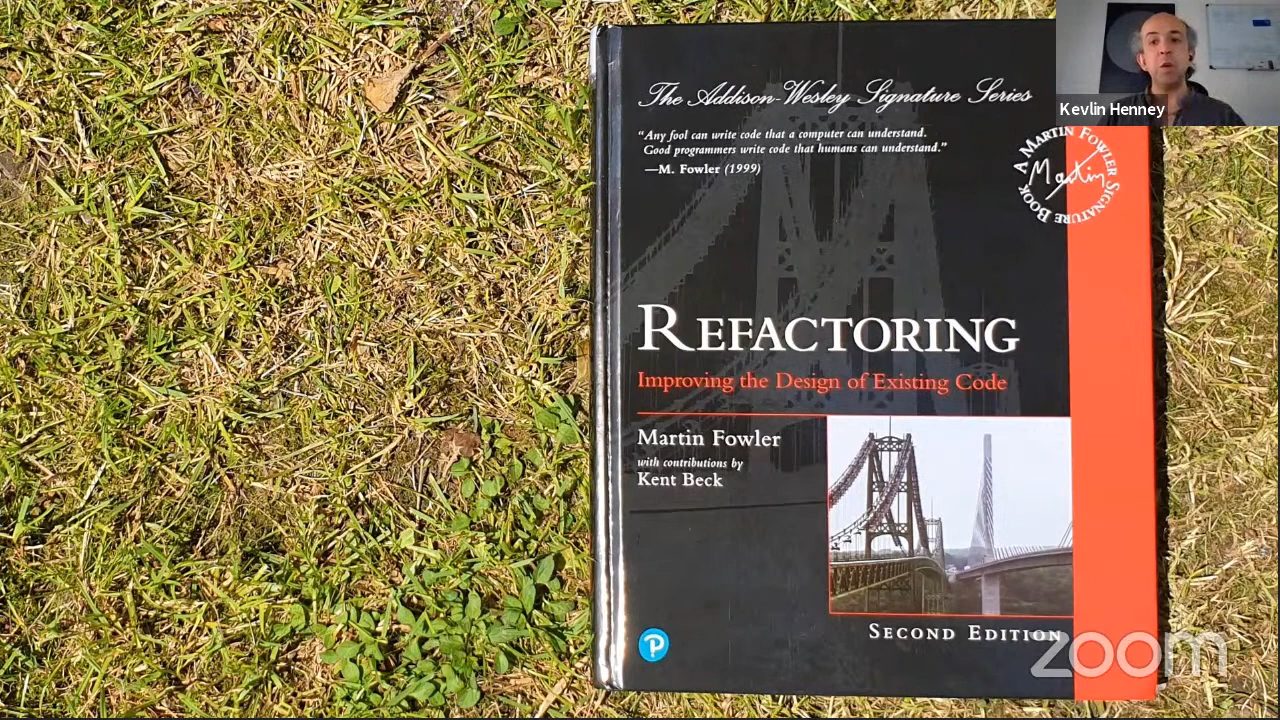 The Addison-Wesley Signature Series
"Any fool can write code that a computer can understand.
Good programmers write code that humans can understand."
—M. Fowler (1999)
A MARTIN FOWLER SIGNATURE BOOK
Martin
REFACTORING
Improving the Design of Existing Code
Martin Fowler
with contributions by
Kent Beck
SECOND EDITION
P
Kevlin Henney
zoom